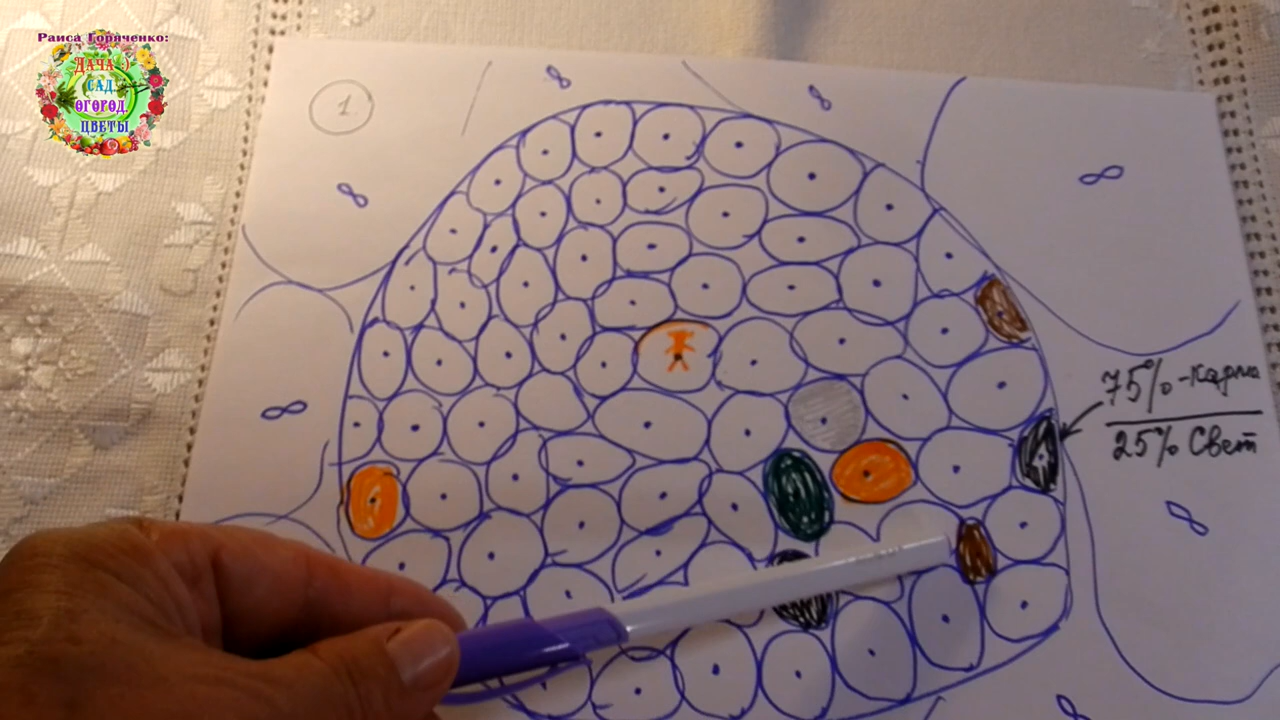 Раиса Горяченко:
Дача
сад
огород
цветы
1
∞
∞
∞
∞
∞
∞
75%-карма
25% Свет